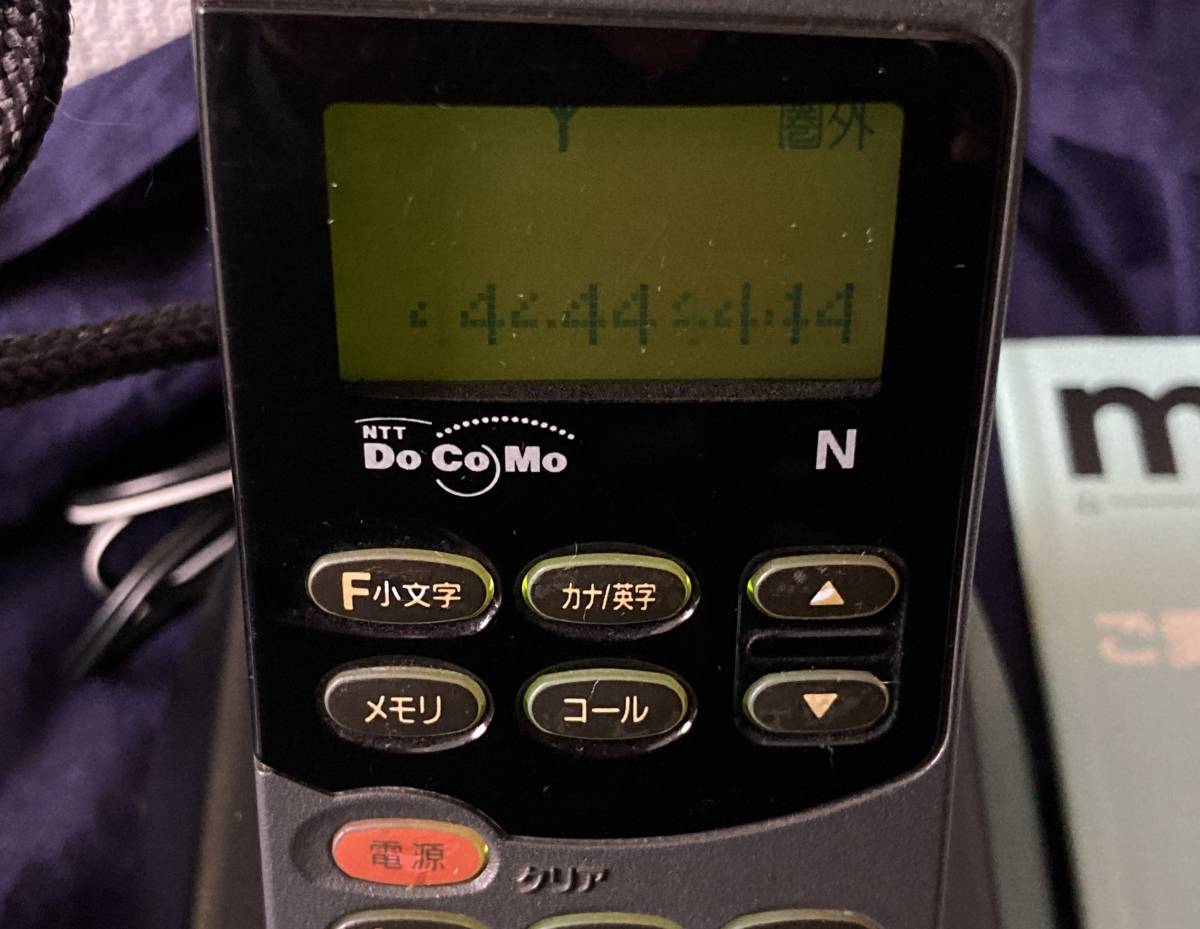 圏外
NTT
DoCoMo N
F小文字 カナ/英字 ▲
メモリ コール ▼
電源 クリア
m